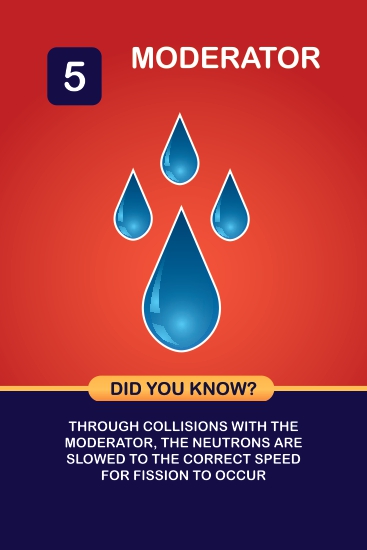 MODERATOR
5
DID YOU KNOW?
THROUGH COLLISIONS WITH THE
MODERATOR, THE NEUTRONS ARE
SLOWED TO THE CORRECT SPEED
FOR FISSION TO OCCUR